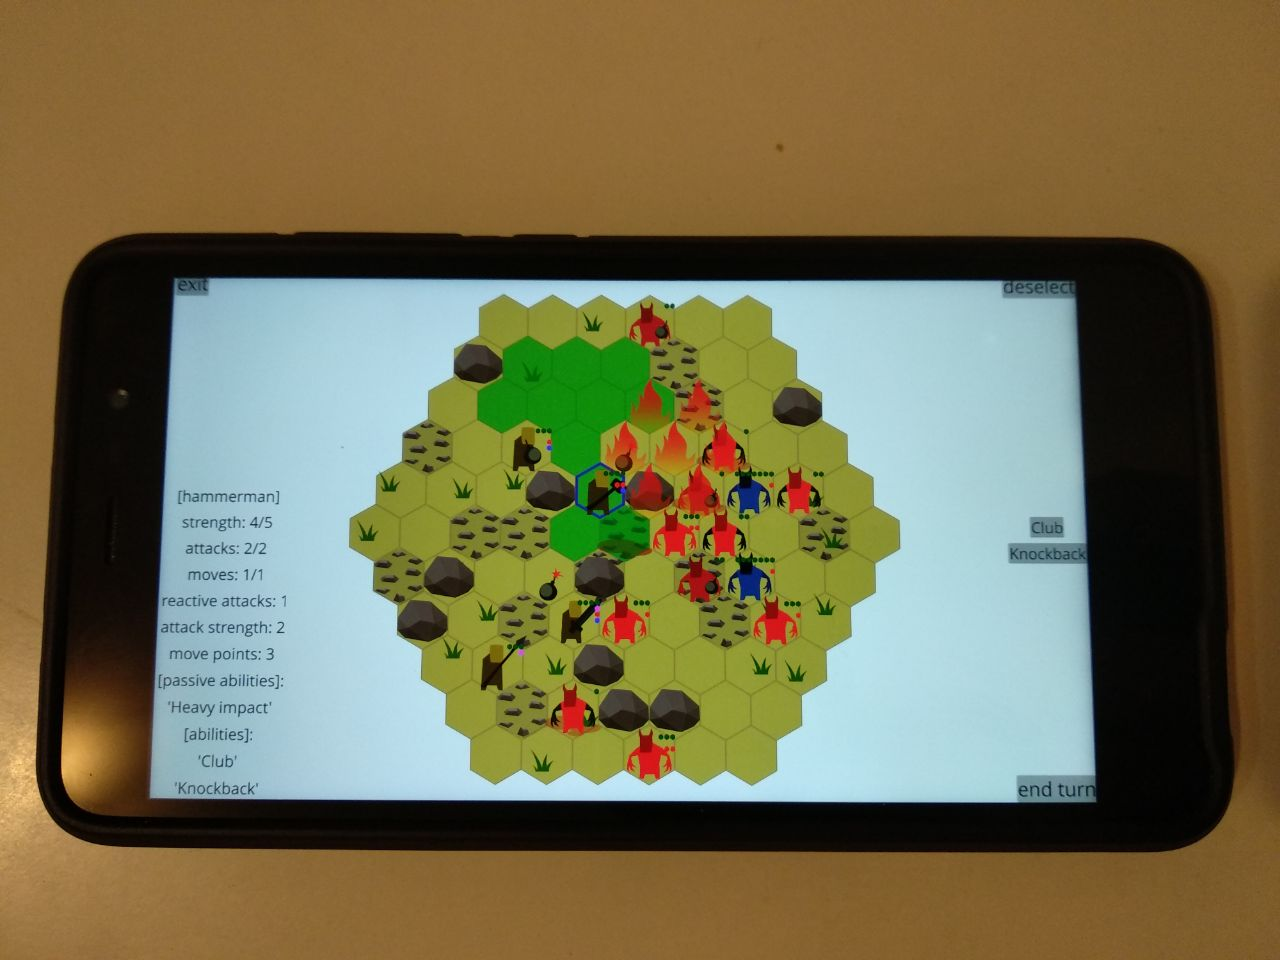 exit
deselect
[hammerman]
strength: 4/5
attacks: 2/2
moves: 1/1
reactive attacks: 1
attack strength: 2
move points: 3
[passive abilities]:
'Heavy impact'
[abilities]:
'Club'
'Knockback'
Club
Knockback
end turn